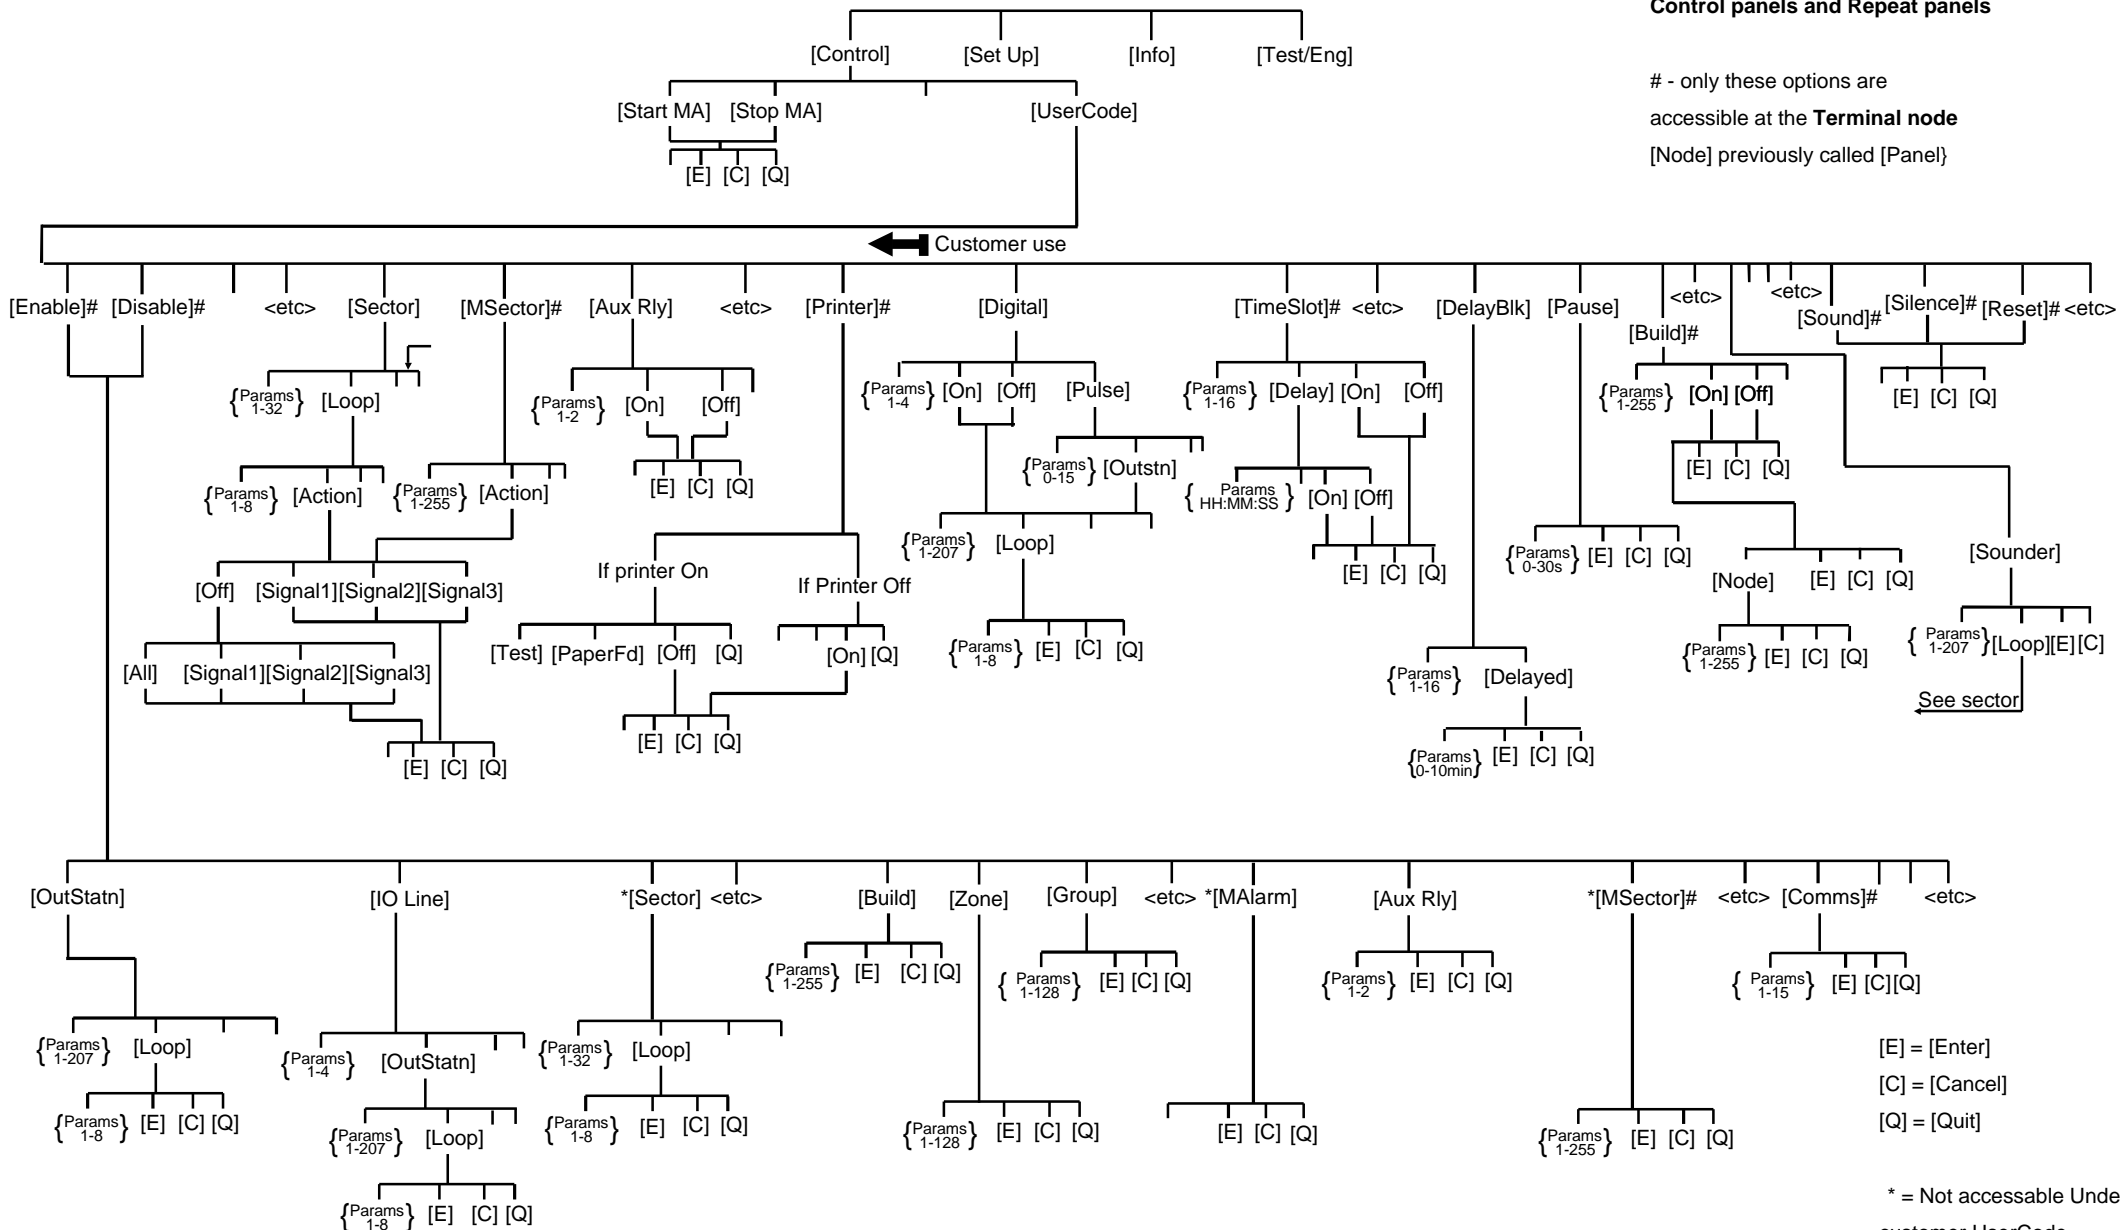 Control panels and Repeat panels
[Control] [Set Up] [Info] [Test/Eng]
# - only these options are
accessible at the Terminal node
[Node] previously called [Panel}
[Start MA] [Stop MA] [UserCode]
[E] [C] [Q]
Customer use
[Enable]# [Disable]# <etc> [Sector] [MSector]# [Aux Rly] <etc> [Printer]# [Digital] [TimeSlot]# <etc> [DelayBlk] [Pause] [Build]# <etc> <etc> [Sound]# [Silence]# [Reset]# <etc>
{Params 1-32} [Loop]
{Params 1-8} [Action]
{Params 1-255} [Action]
[Off] [Signal1][Signal2][Signal3]
[All] [Signal1][Signal2][Signal3]
[E] [C] [Q]
{Params 1-2} [On] [Off]
[E] [C] [Q]
If printer On
If Printer Off
[Test] [PaperFd] [Off] [Q]
[On] [Q]
[E] [C] [Q]
{Params 1-4} [On] [Off] [Pulse]
{Params 0-15} [Outstn]
{Params 1-207} [Loop]
{Params 1-8} [E] [C] [Q]
{Params 1-16} [Delay] [On] [Off]
{Params HH:MM:SS} [On] [Off]
[E] [C] [Q]
{Params 1-16} [Delayed]
{Params 0-10min} [E] [C] [Q]
{Params 0-30s} [E] [C] [Q]
{Params 1-255} [On] [Off]
[E] [C] [Q]
[Node] [E] [C] [Q]
{Params 1-255} [E] [C] [Q]
[E] [C] [Q]
[Sounder]
{Params 1-207} [Loop][E][C]
See sector
[OutStatn] [IO Line] *[Sector] <etc> [Build] [Zone] [Group] <etc> *[MAlarm] [Aux Rly] *[MSector]# <etc> [Comms]# <etc>
{Params 1-207} [Loop]
{Params 1-8} [E] [C] [Q]
{Params 1-4} [OutStatn]
{Params 1-207} [Loop]
{Params 1-8} [E] [C] [Q]
{Params 1-32} [Loop]
{Params 1-8} [E] [C] [Q]
{Params 1-255} [E] [C] [Q]
{Params 1-128} [E] [C] [Q]
{Params 1-128} [E] [C] [Q]
[E] [C] [Q]
{Params 1-2} [E] [C] [Q]
{Params 1-255} [E] [C] [Q]
{Params 1-15} [E] [C][Q]
[E] = [Enter]
[C] = [Cancel]
[Q] = [Quit]
* = Not accessable Unde
customer UserCode